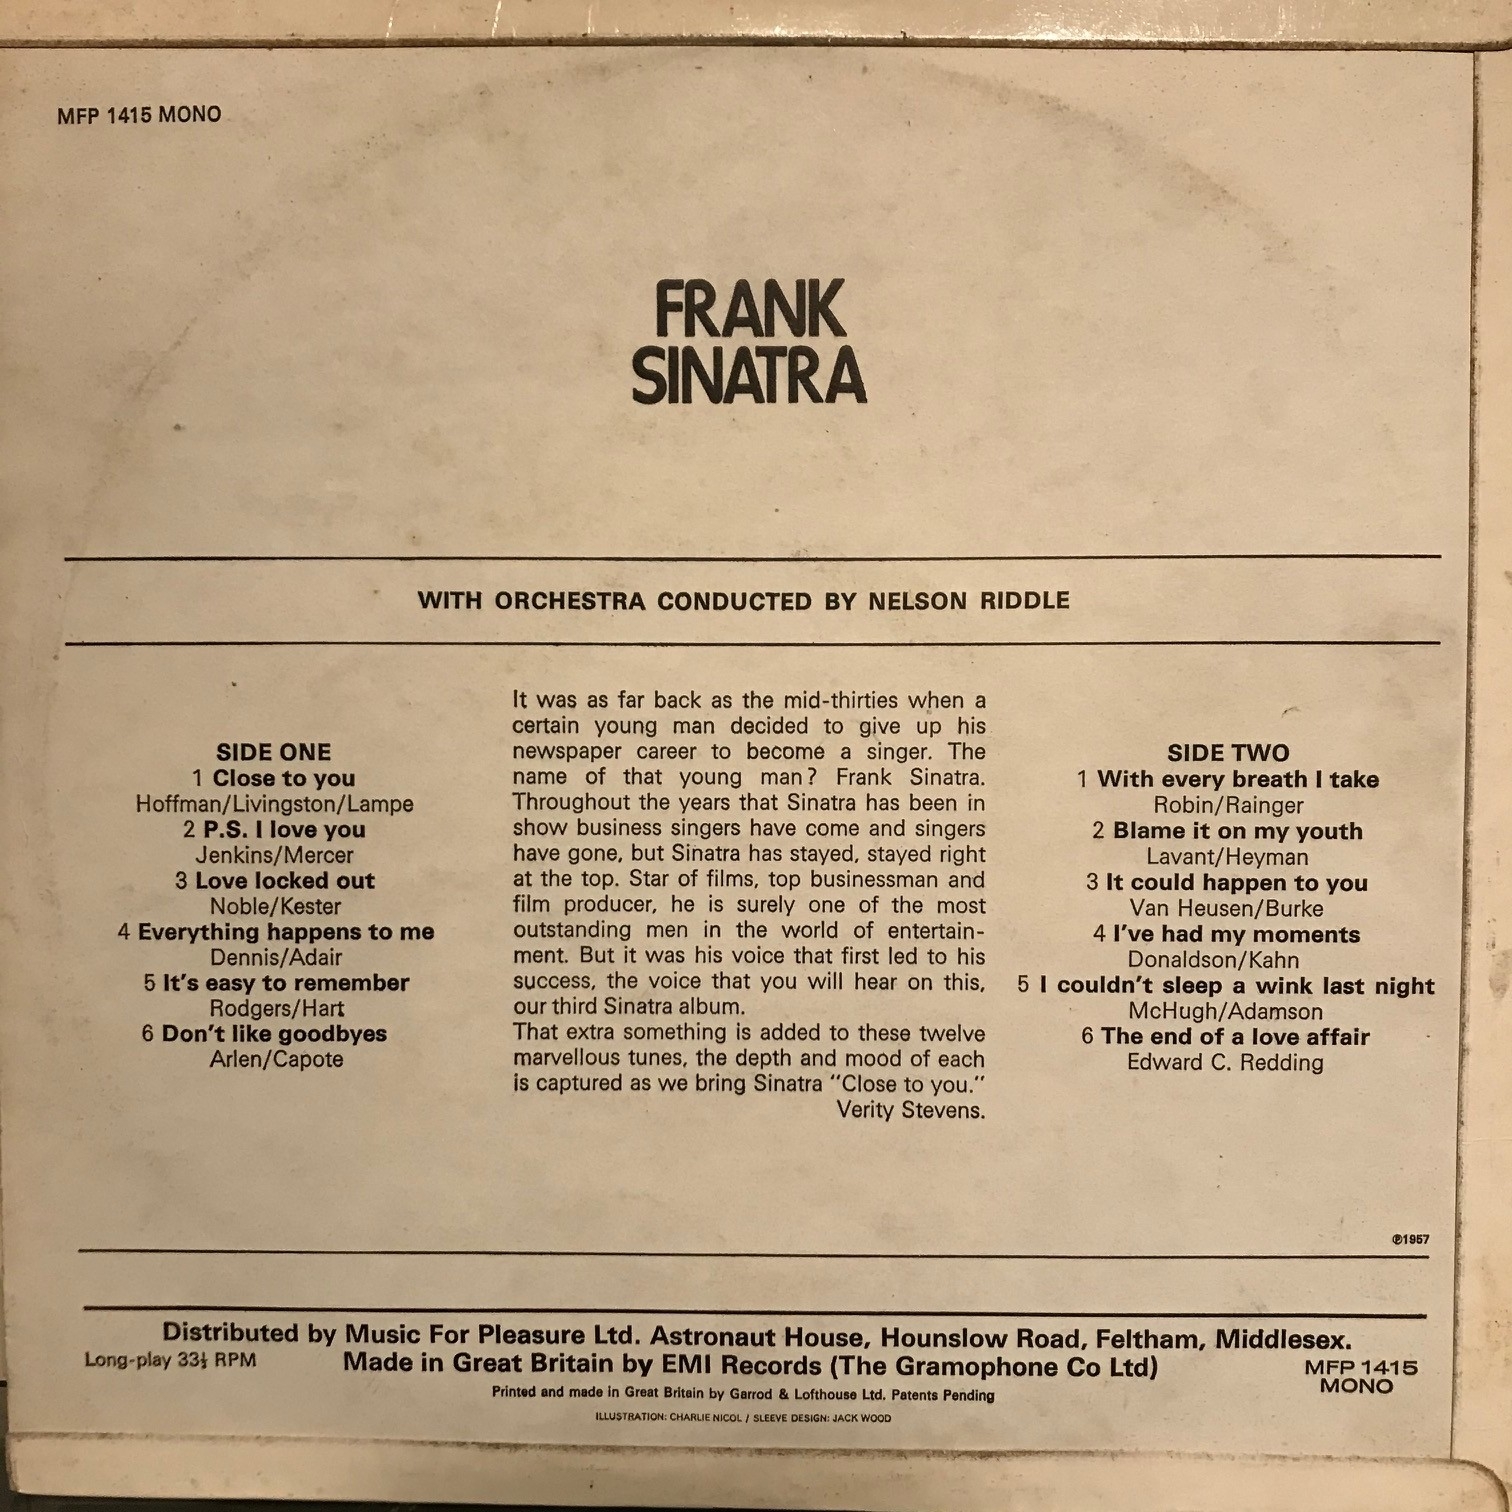 MFP 1415 MONO
FRANK
SINATRA
WITH ORCHESTRA CONDUCTED BY NELSON RIDDLE
SIDE ONE
1 Close to you
Hoffman/Livingston/Lampe
2 P.S. I love you
Jenkins/Mercer
3 Love locked out
Noble/Kester
4 Everything happens to me
Dennis/Adair
5 It's easy to remember
Rodgers/Hart
6 Don't like goodbyes
Arlen/Capote
It was as far back as the mid-thirties when a
certain young man decided to give up his
newspaper career to become a singer. The
name of that young man? Frank Sinatra.
Throughout the years that Sinatra has been in
show business singers have come and singers
have gone, but Sinatra has stayed, stayed right
at the top. Star of films, top businessman and
film producer, he is surely one of the most
outstanding men in the world of entertain-
ment. But it was his voice that first led to his
success, the voice that you will hear on this,
our third Sinatra album.
That extra something is added to these twelve
marvellous tunes, the depth and mood of each
is captured as we bring Sinatra "Close to you."
Verity Stevens.
SIDE TWO
1 With every breath I take
Robin/Rainger
2 Blame it on my youth
Lavant/Heyman
3 It could happen to you
Van Heusen/Burke
4 I've had my moments
Donaldson/Kahn
5 I couldn't sleep a wink last night
McHugh/Adamson
6 The end of a love affair
Edward C. Redding
℗1957
Distributed by Music For Pleasure Ltd. Astronaut House, Hounslow Road, Feltham, Middlesex.
Long-play 33⅓ RPM
Made in Great Britain by EMI Records (The Gramophone Co Ltd)
MFP 1415
MONO
Printed and made in Great Britain by Garrod & Lofthouse Ltd. Patents Pending
ILLUSTRATION: CHARLIE NICOL / SLEEVE DESIGN: JACK WOOD